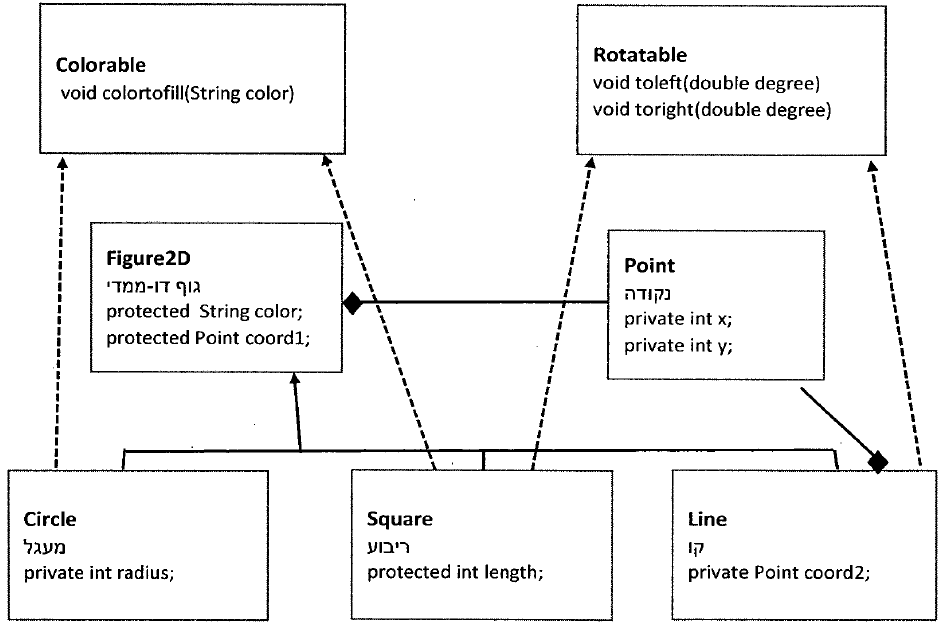 Colorable
void colortofill(String color)
Rotatable
void toleft(double degree)
void toright(double degree)
Figure2D
גוף דו-ממדי
protected String color;
protected Point coord1;
Point
נקודה
private int x;
private int y;
Circle
מעגל
private int radius;
Square
ריבוע
protected int length;
Line
קו
private Point coord2;